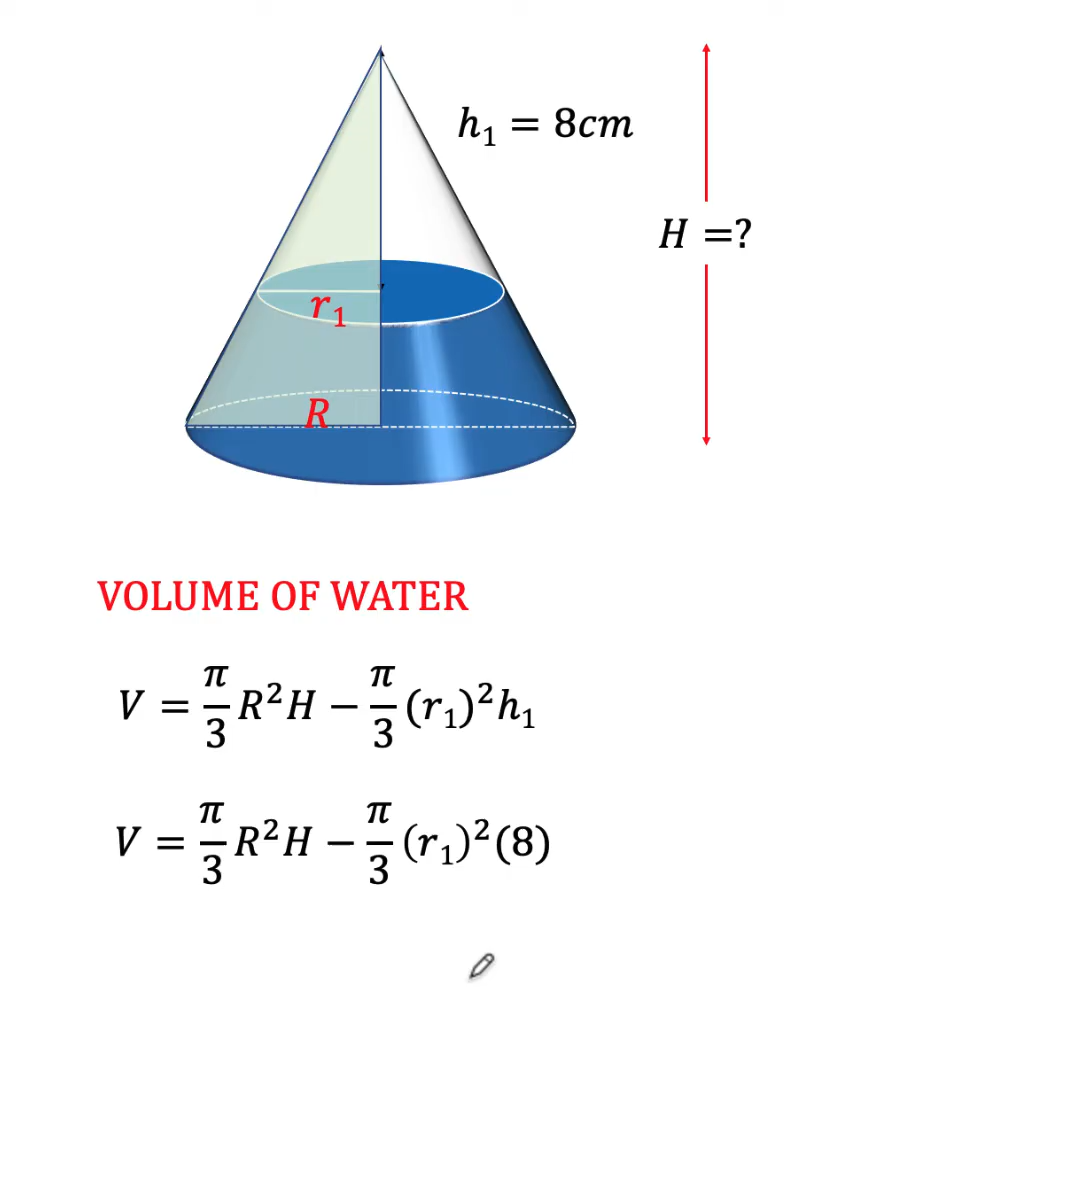 h₁ = 8cm
H =?
r₁
R
VOLUME OF WATER
V = π/3 R²H − π/3 (r₁)²h₁
V = π/3 R²H − π/3 (r₁)²(8)